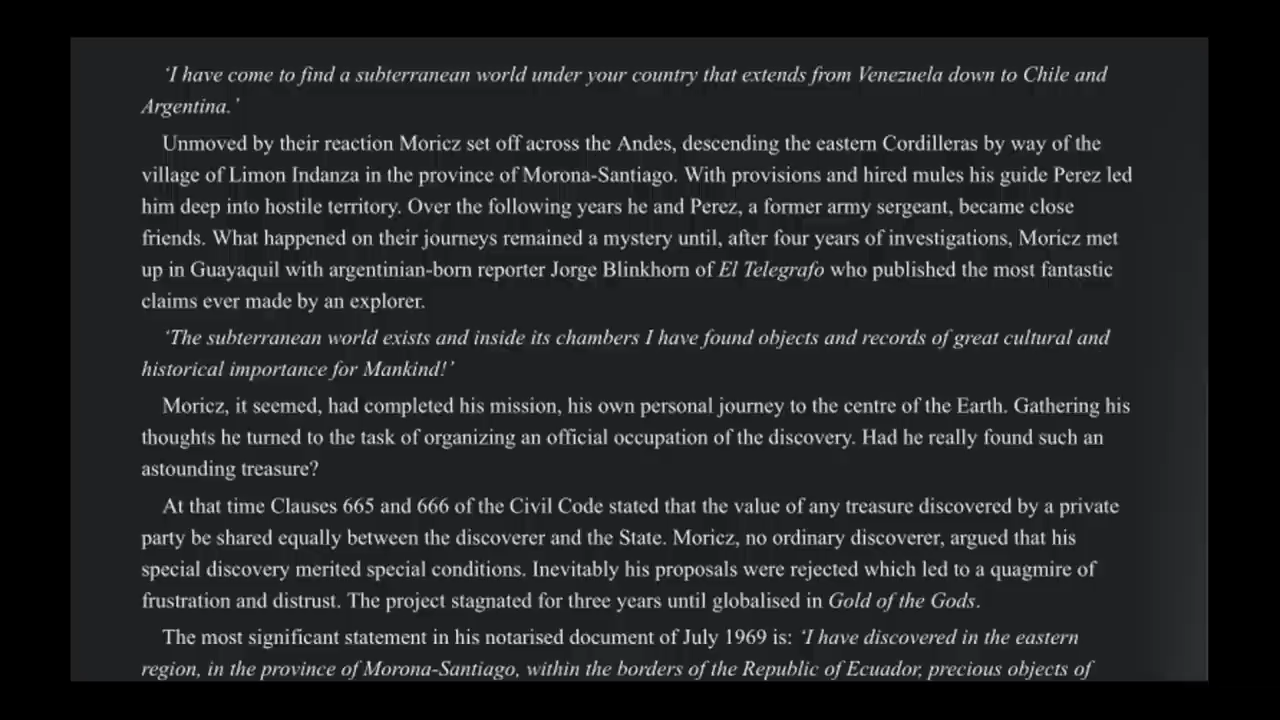 ‘I have come to find a subterranean world under your country that extends from Venezuela down to Chile and
Argentina.’
Unmoved by their reaction Moricz set off across the Andes, descending the eastern Cordilleras by way of the
village of Limon Indanza in the province of Morona-Santiago. With provisions and hired mules his guide Perez led
him deep into hostile territory. Over the following years he and Perez, a former army sergeant, became close
friends. What happened on their journeys remained a mystery until, after four years of investigations, Moricz met
up in Guayaquil with argentinian-born reporter Jorge Blinkhorn of El Telegrafo who published the most fantastic
claims ever made by an explorer.
‘The subterranean world exists and inside its chambers I have found objects and records of great cultural and
historical importance for Mankind!’
Moricz, it seemed, had completed his mission, his own personal journey to the centre of the Earth. Gathering his
thoughts he turned to the task of organizing an official occupation of the discovery. Had he really found such an
astounding treasure?
At that time Clauses 665 and 666 of the Civil Code stated that the value of any treasure discovered by a private
party be shared equally between the discoverer and the State. Moricz, no ordinary discoverer, argued that his
special discovery merited special conditions. Inevitably his proposals were rejected which led to a quagmire of
frustration and distrust. The project stagnated for three years until globalised in Gold of the Gods.
The most significant statement in his notarised document of July 1969 is: ‘I have discovered in the eastern
region, in the province of Morona-Santiago, within the borders of the Republic of Ecuador, precious objects of